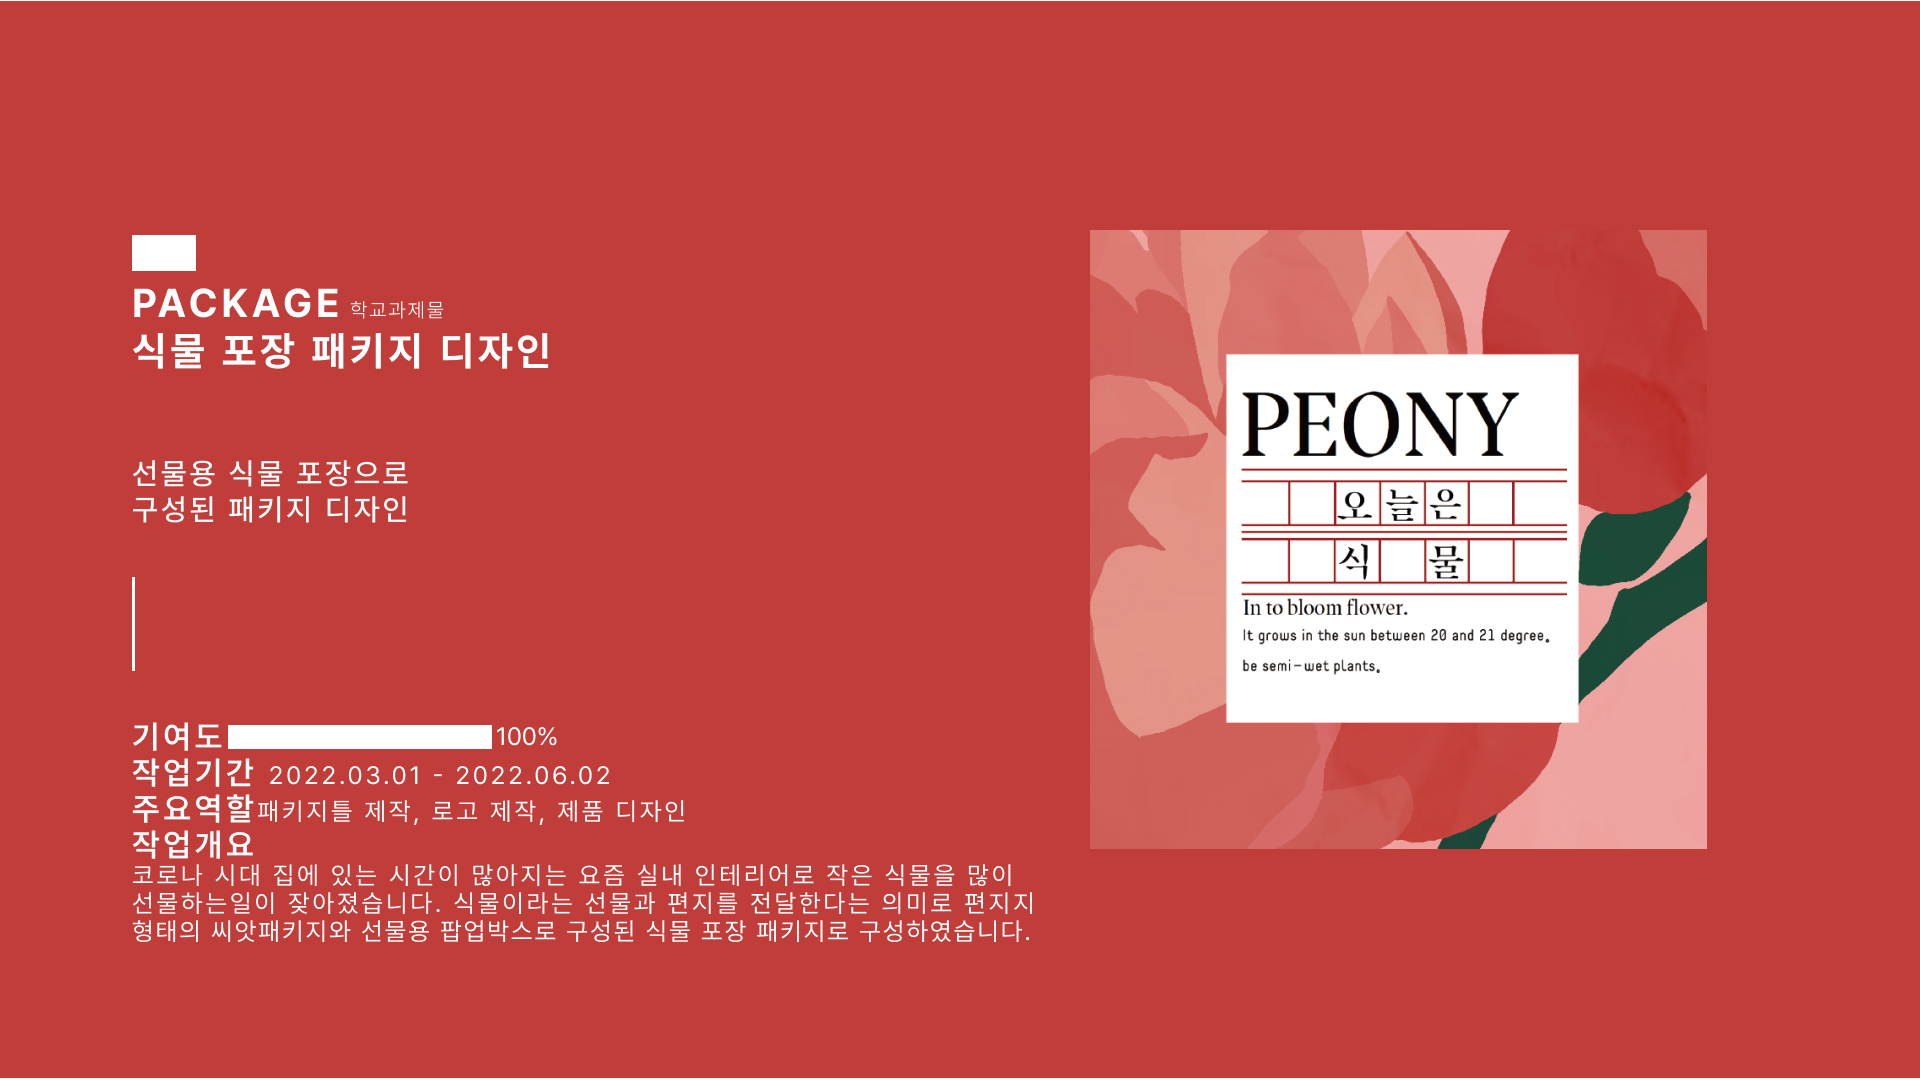 PACKAGE 학교과제물
식물 포장 패키지 디자인
선물용 식물 포장으로
구성된 패키지 디자인
기여도 100%
작업기간 2022.03.01 - 2022.06.02
주요역할 패키지틀 제작, 로고 제작, 제품 디자인
작업개요
코로나 시대 집에 있는 시간이 많아지는 요즘 실내 인테리어로 작은 식물을 많이
선물하는일이 잦아졌습니다. 식물이라는 선물과 편지를 전달한다는 의미로 편지지
형태의 씨앗패키지와 선물용 팝업박스로 구성된 식물 포장 패키지로 구성하였습니다.
PEONY
오늘은
식 물
In to bloom flower.
It grows in the sun between 20 and 21 degree.
be semi-wet plants.